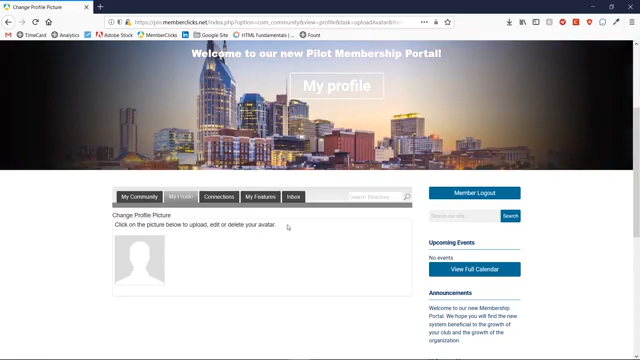 Change Profile Picture
https://pro.memberclicks.net/index.php?option=com_community&view=profile&task=uploadAvatar&Item
TimeCard
Analytics
Adobe Stock
MemberClicks
Google Site
HTML Fundamentals |...
Fount
Welcome to our new Pilot Membership Portal!
My profile
My Community
My Profile
Connections
My Features
Inbox
Search Directory
Change Profile Picture
Click on the picture below to upload, edit or delete your avatar.
Member Logout
Search our site...
Search
Upcoming Events
No events
View Full Calendar
Announcements
Welcome to our new Membership
Portal. We hope you will find the new
system beneficial to the growth of
your club and the growth of the
organization.